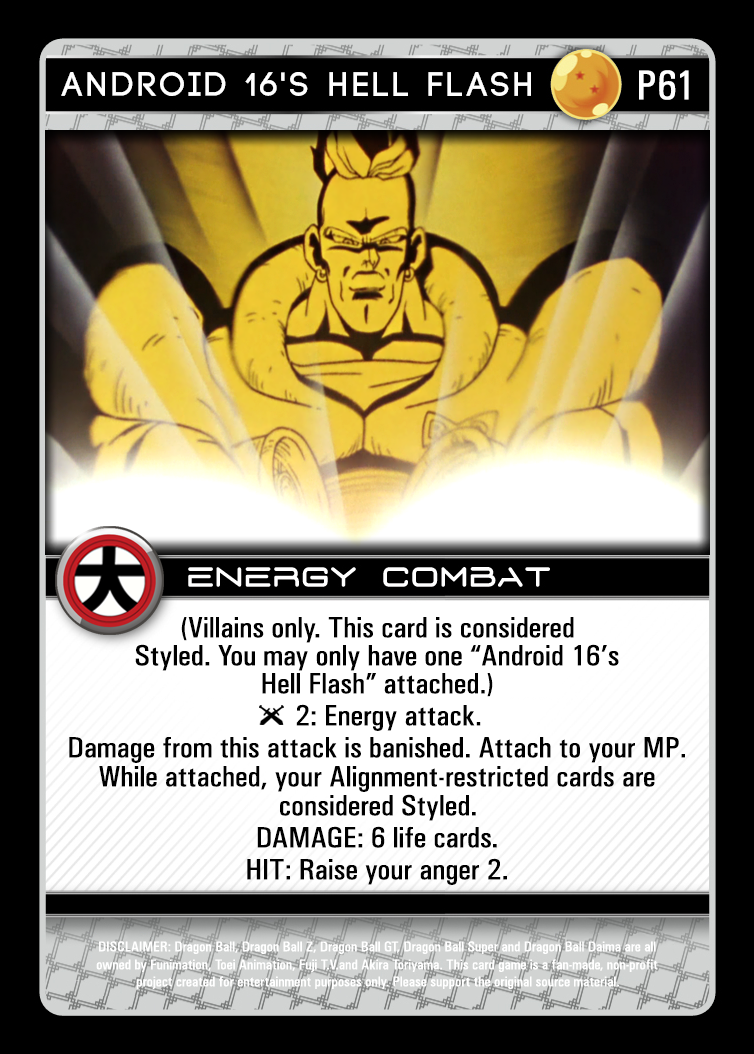 ANDROID 16'S HELL FLASH P61
大
ENERGY COMBAT
(Villains only. This card is considered
Styled. You may only have one “Android 16’s
Hell Flash” attached.)
2: Energy attack.
Damage from this attack is banished. Attach to your MP.
While attached, your Alignment-restricted cards are
considered Styled.
DAMAGE: 6 life cards.
HIT: Raise your anger 2.
DISCLAIMER: Dragon Ball, Dragon Ball Z, Dragon Ball GT, Dragon Ball Super and Dragon Ball Daima are all
owned by Funimation, Toei Animation, Fuji T.V.and Akira Toriyama. This card game is a fan-made, non-profit
project created for entertainment purposes only. Please support the original source material.